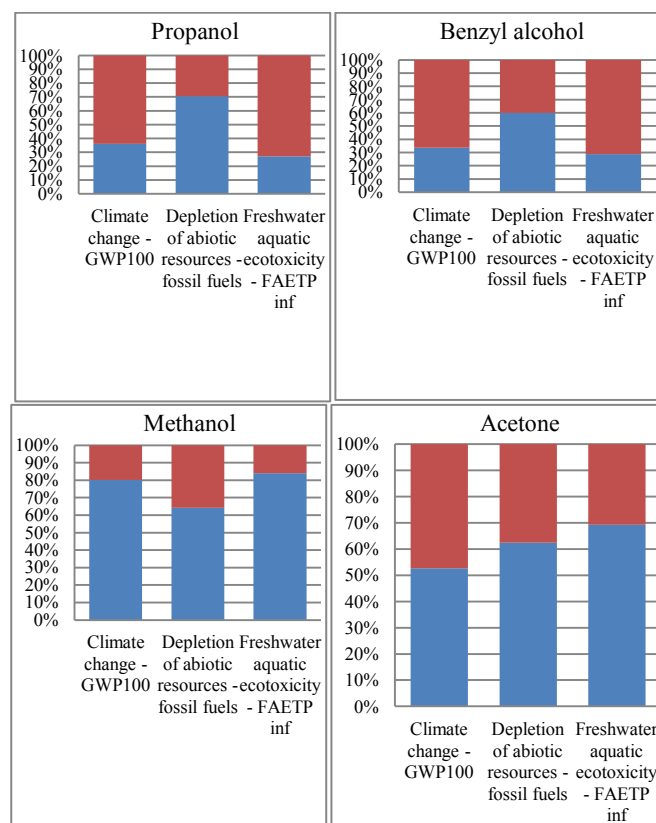 Propanol
100%
90%
80%
70%
60%
50%
40%
30%
20%
10%
0%
Climate
change -
GWP100
Depletion
of abiotic
resources -
fossil fuels
Freshwater
aquatic
ecotoxicity
- FAETP
inf
Benzyl alcohol
100%
90%
80%
70%
60%
50%
40%
30%
20%
10%
0%
Climate
change -
GWP100
Depletion
of abiotic
resources -
fossil fuels
Freshwater
aquatic
ecotoxicity
- FAETP
inf
Methanol
100%
90%
80%
70%
60%
50%
40%
30%
20%
10%
0%
Climate
change -
GWP100
Depletion
of abiotic
resources -
fossil fuels
Freshwater
aquatic
ecotoxicity
- FAETP
inf
Acetone
100%
90%
80%
70%
60%
50%
40%
30%
20%
10%
0%
Climate
change -
GWP100
Depletion
of abiotic
resources -
fossil fuels
Freshwater
aquatic
ecotoxicity
- FAETP
inf